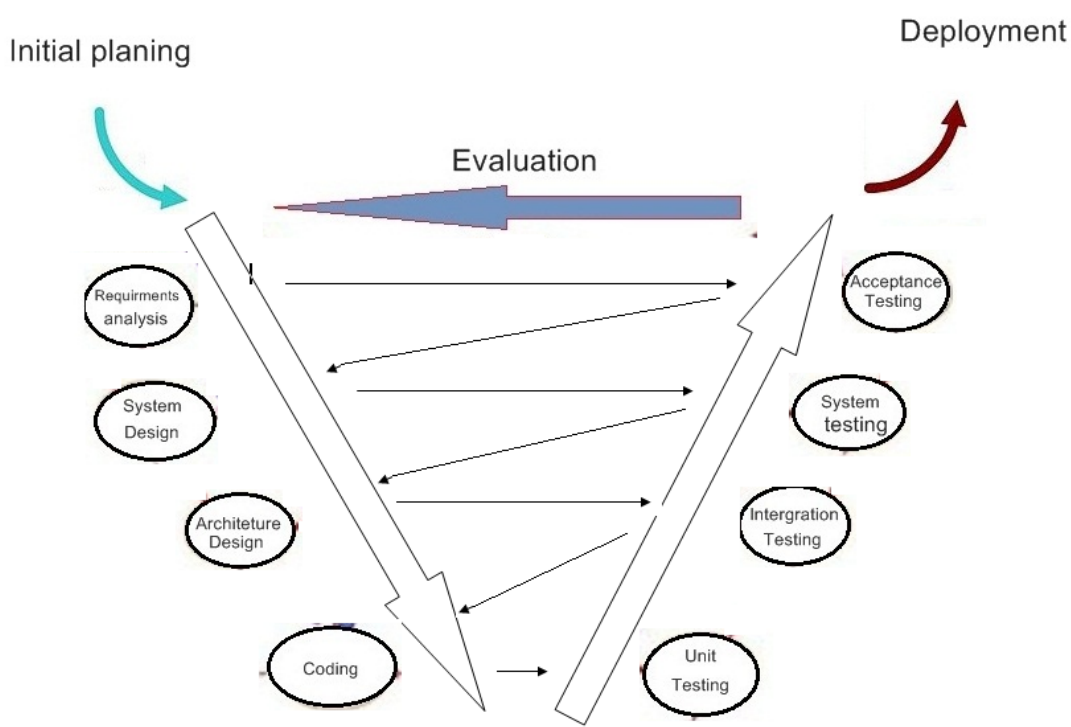 Initial planing
Deployment
Evaluation
Requirments
analysis
Acceptance
Testing
System
Design
System
testing
Architeture
Design
Intergration
Testing
Coding
Unit
Testing